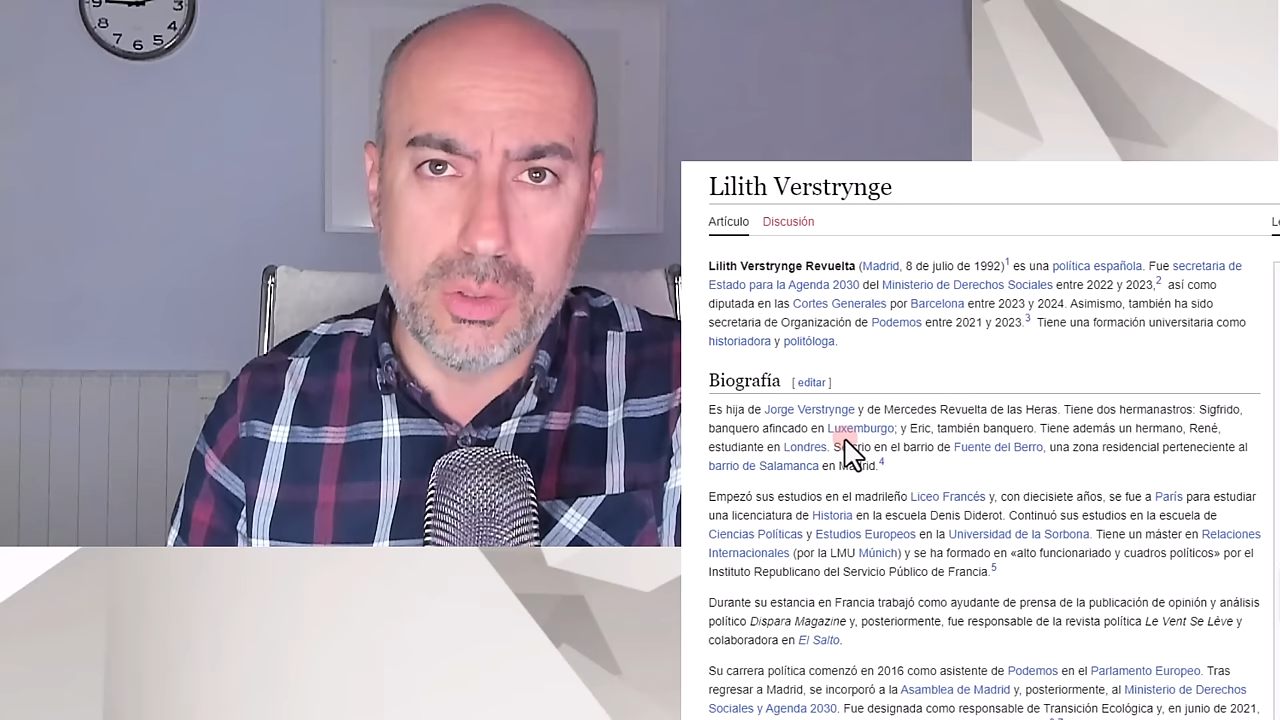 9
3
8
4
7
6
5
Lilith Verstrynge
Artículo Discusión
Lilith Verstrynge Revuelta (Madrid, 8 de julio de 1992)1 es una política española. Fue secretaria de
Estado para la Agenda 2030 del Ministerio de Derechos Sociales entre 2022 y 2023,2 así como
diputada en las Cortes Generales por Barcelona entre 2023 y 2024. Asimismo, también ha sido
secretaria de Organización de Podemos entre 2021 y 2023.3 Tiene una formación universitaria como
historiadora y politóloga.
Biografía [ editar ]
Es hija de Jorge Verstrynge y de Mercedes Revuelta de las Heras. Tiene dos hermanastros: Sigfrido,
banquero afincado en Luxemburgo; y Eric, también banquero. Tiene además un hermano, René,
estudiante en Londres. en el barrio de Fuente del Berro, una zona residencial perteneciente al
barrio de Salamanca en Madrid.4
Empezó sus estudios en el madrileño Liceo Francés y, con diecisiete años, se fue a París para estudiar
una licenciatura de Historia en la escuela Denis Diderot. Continuó sus estudios en la escuela de
Ciencias Políticas y Estudios Europeos en la Universidad de la Sorbona. Tiene un máster en Relaciones
Internacionales (por la LMU Múnich) y se ha formado en «alto funcionariado y cuadros políticos» por el
Instituto Republicano del Servicio Público de Francia.5
Durante su estancia en Francia trabajó como ayudante de prensa de la publicación de opinión y análisis
político Dispara Magazine y, posteriormente, fue responsable de la revista política Le Vent Se Lève y
colaboradora en El Salto.
Su carrera política comenzó en 2016 como asistente de Podemos en el Parlamento Europeo. Tras
regresar a Madrid, se incorporó a la Asamblea de Madrid y, posteriormente, al Ministerio de Derechos
Sociales y Agenda 2030. Fue designada como responsable de Transición Ecológica y, en junio de 2021,